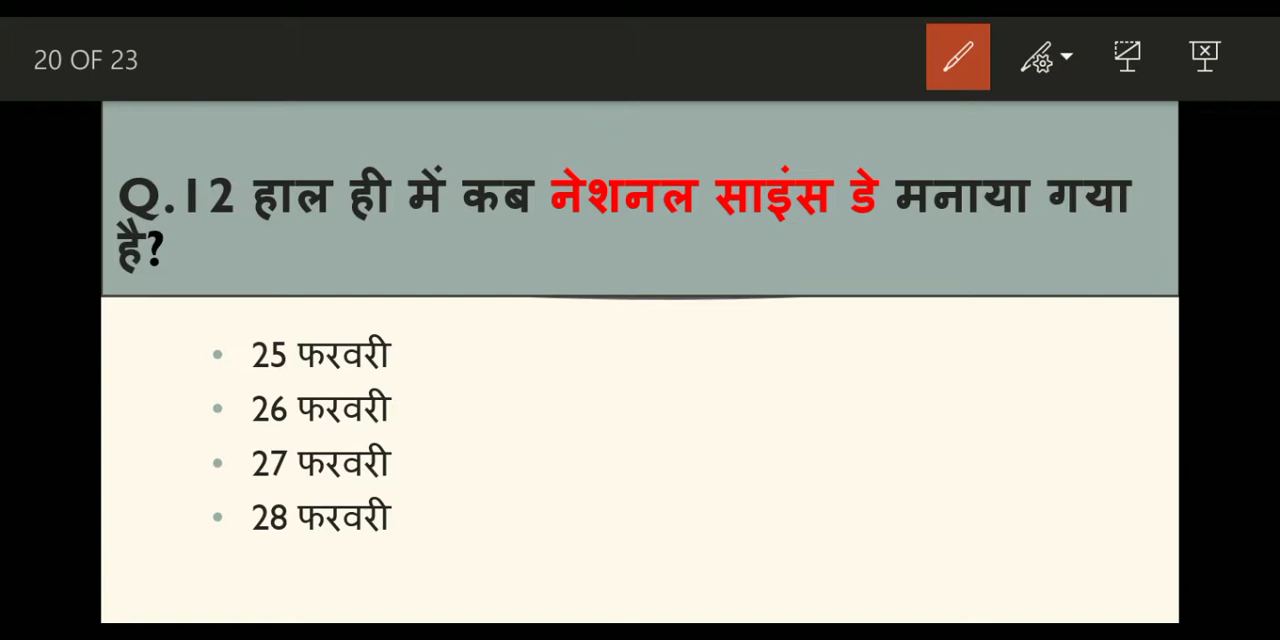 20 OF 23
Q.12 हाल ही में कब नेशनल साइंस डे मनाया गया
है?
• 25 फरवरी
• 26 फरवरी
• 27 फरवरी
• 28 फरवरी